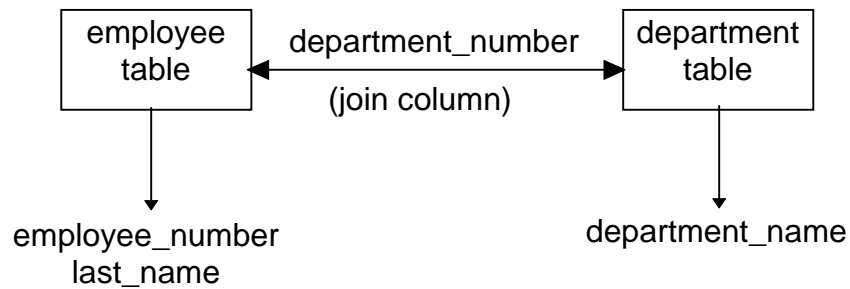 employee
table
department_number
(join column)
department
table
employee_number
last_name
department_name